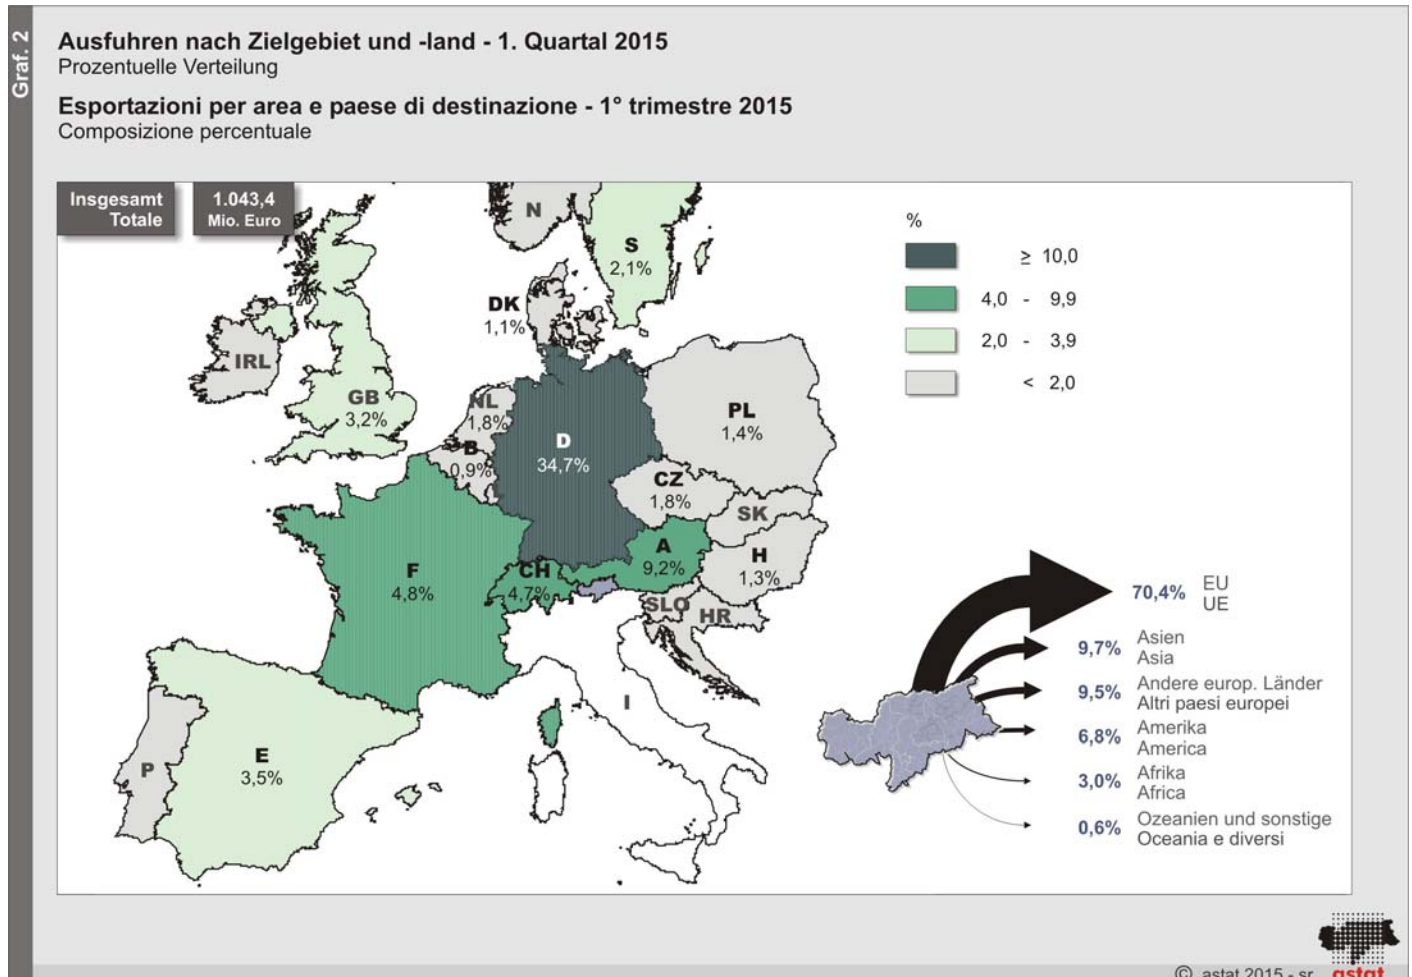 Graf. 2
Ausfuhren nach Zielgebiet und -land - 1. Quartal 2015
Prozentuelle Verteilung
Esportazioni per area e paese di destinazione - 1° trimestre 2015
Composizione percentuale
Insgesamt
Totale
1.043,4
Mio. Euro
%
≥ 10,0
4,0 - 9,9
2,0 - 3,9
< 2,0
N
S
2,1%
DK
1,1%
IRL
GB
3,2%
NL
1,8%
B
0,9%
D
34,7%
PL
1,4%
CZ
1,8%
SK
A
9,2%
H
1,3%
F
4,8%
CH
4,7%
SLO
HR
I
P
E
3,5%
70,4% EU
UE
9,7% Asien
Asia
9,5% Andere europ. Länder
Altri paesi europei
6,8% Amerika
America
3,0% Afrika
Africa
0,6% Ozeanien und sonstige
Oceania e diversi
© astat 2015 - sr
astat